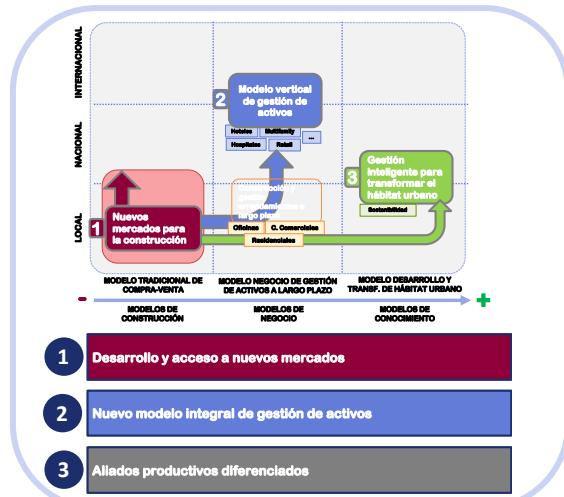 INTERNACIONAL
NACIONAL
LOCAL
2
Modelo vertical
de gestión de
activos
Hoteles
Multifamily
...
Hospitales
Retail
3
Gestión
inteligente para
transformar el
hábitat urbano
Sostenibilidad
1
Nuevos
mercados para
la construcción
largo plazo
Oficinas
C. Comerciales
Residenciales
MODELO TRADICIONAL DE
COMPRA-VENTA
MODELO NEGOCIO DE GESTIÓN
DE ACTIVOS A LARGO PLAZO
MODELO DESARROLLO Y
TRANSF. DE HÁBITAT URBANO
-
+
MODELOS DE
CONSTRUCCIÓN
MODELOS DE
NEGOCIO
MODELOS DE
CONOCIMIENTO
1
Desarrollo y acceso a nuevos mercados
2
Nuevo modelo integral de gestión de activos
3
Aliados productivos diferenciados